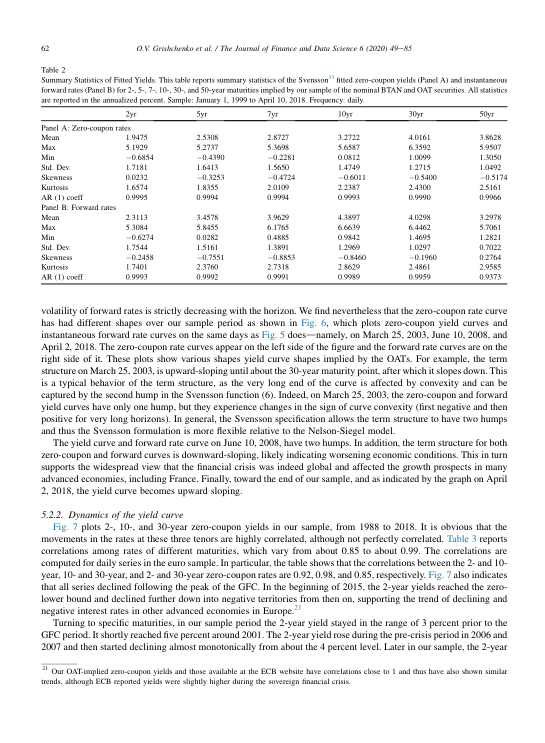 62
O.V. Grishchenko et al. / The Journal of Finance and Data Science 6 (2020) 49–85
Table 2
Summary Statistics of Fitted Yields. This table reports summary statistics of the Svensson33 fitted zero-coupon yields (Panel A) and instantaneous
forward rates (Panel B) for 2-, 5-, 7-, 10-, 30-, and 50-year maturities implied by our sample of the nominal BTAN and OAT securities. All statistics
are reported in the annualized percent. Sample: January 1, 1999 to April 10, 2018. Frequency: daily.
2yr 5yr 7yr 10yr 30yr 50yr
Panel A: Zero-coupon rates
Mean 1.9475 2.5308 2.8727 3.2722 4.0161 3.8628
Max 5.1929 5.2737 5.3698 5.6587 6.3592 5.9507
Min −0.6854 −0.4390 −0.2281 0.0812 1.0099 1.3050
Std. Dev. 1.7181 1.6413 1.5650 1.4749 1.2715 1.0492
Skewness 0.0232 −0.3253 −0.4724 −0.6011 −0.5400 −0.5174
Kurtosis 1.6574 1.8355 2.0109 2.2387 2.4300 2.5161
AR (1) coeff 0.9995 0.9994 0.9994 0.9993 0.9990 0.9966
Panel B: Forward rates
Mean 2.3113 3.4578 3.9629 4.3897 4.0298 3.2978
Max 5.3084 5.8455 6.1765 6.6639 6.4462 5.7061
Min −0.6274 0.0282 0.4885 0.9842 1.4695 1.2821
Std. Dev. 1.7544 1.5161 1.3891 1.2969 1.0297 0.7022
Skewness −0.2458 −0.7551 −0.8853 −0.8460 −0.1960 0.2764
Kurtosis 1.7401 2.3760 2.7318 2.8629 2.4861 2.9585
AR (1) coeff 0.9993 0.9992 0.9991 0.9989 0.9959 0.9373
volatility of forward rates is strictly decreasing with the horizon. We find nevertheless that the zero-coupon rate curve
has had different shapes over our sample period as shown in Fig. 6, which plots zero-coupon yield curves and
instantaneous forward rate curves on the same days as Fig. 5 does—namely, on March 25, 2003, June 10, 2008, and
April 2, 2018. The zero-coupon rate curves appear on the left side of the figure and the forward rate curves are on the
right side of it. These plots show various shapes yield curve shapes implied by the OATs. For example, the term
structure on March 25, 2003, is upward-sloping until about the 30-year maturity point, after which it slopes down. This
is a typical behavior of the term structure, as the very long end of the curve is affected by convexity and can be
captured by the second hump in the Svensson function (6). Indeed, on March 25, 2003, the zero-coupon and forward
yield curves have only one hump, but they experience changes in the sign of curve convexity (first negative and then
positive for very long horizons). In general, the Svensson specification allows the term structure to have two humps
and thus the Svensson formulation is more flexible relative to the Nelson-Siegel model.
The yield curve and forward rate curve on June 10, 2008, have two humps. In addition, the term structure for both
zero-coupon and forward curves is downward-sloping, likely indicating worsening economic conditions. This in turn
supports the widespread view that the financial crisis was indeed global and affected the growth prospects in many
advanced economies, including France. Finally, toward the end of our sample, and as indicated by the graph on April
2, 2018, the yield curve becomes upward sloping.
5.2.2. Dynamics of the yield curve
Fig. 7 plots 2-, 10-, and 30-year zero-coupon yields in our sample, from 1988 to 2018. It is obvious that the
movements in the rates at these three tenors are highly correlated, although not perfectly correlated. Table 3 reports
correlations among rates of different maturities, which vary from about 0.85 to about 0.99. The correlations are
computed for daily series in the euro sample. In particular, the table shows that the correlations between the 2- and 10-
year, 10- and 30-year, and 2- and 30-year zero-coupon rates are 0.92, 0.98, and 0.85, respectively. Fig. 7 also indicates
that all series declined following the peak of the GFC. In the beginning of 2015, the 2-year yields reached the zero-
lower bound and declined further down into negative territories from then on, supporting the trend of declining and
negative interest rates in other advanced economies in Europe.21
Turning to specific maturities, in our sample period the 2-year yield stayed in the range of 3 percent prior to the
GFC period. It shortly reached five percent around 2001. The 2-year yield rose during the pre-crisis period in 2006 and
2007 and then started declining almost monotonically from about the 4 percent level. Later in our sample, the 2-year
21 Our OAT-implied zero-coupon yields and those available at the ECB website have correlations close to 1 and thus have also shown similar
trends, although ECB reported yields were slightly higher during the sovereign financial crisis.